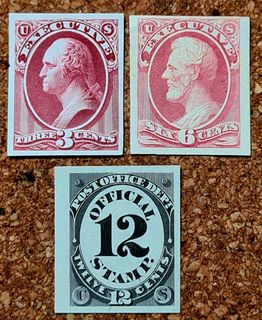 U EXECUTIVE S
THREE 3 CENTS
U EXECUTIVE S
SIX 6 CENTS
POST OFFICE DEPT.
OFFICIAL
12
STAMP.
U TWELVE 12 CENTS S